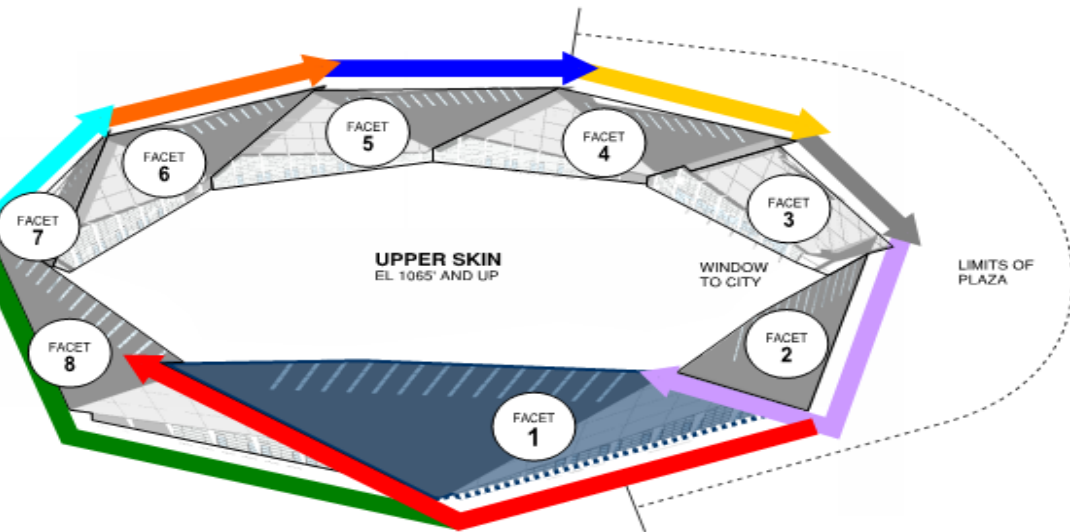 FACET
5
FACET
4
FACET
6
FACET
3
FACET
7
UPPER SKIN
EL 1065' AND UP
WINDOW
TO CITY
LIMITS OF
PLAZA
FACET
2
FACET
8
FACET
1